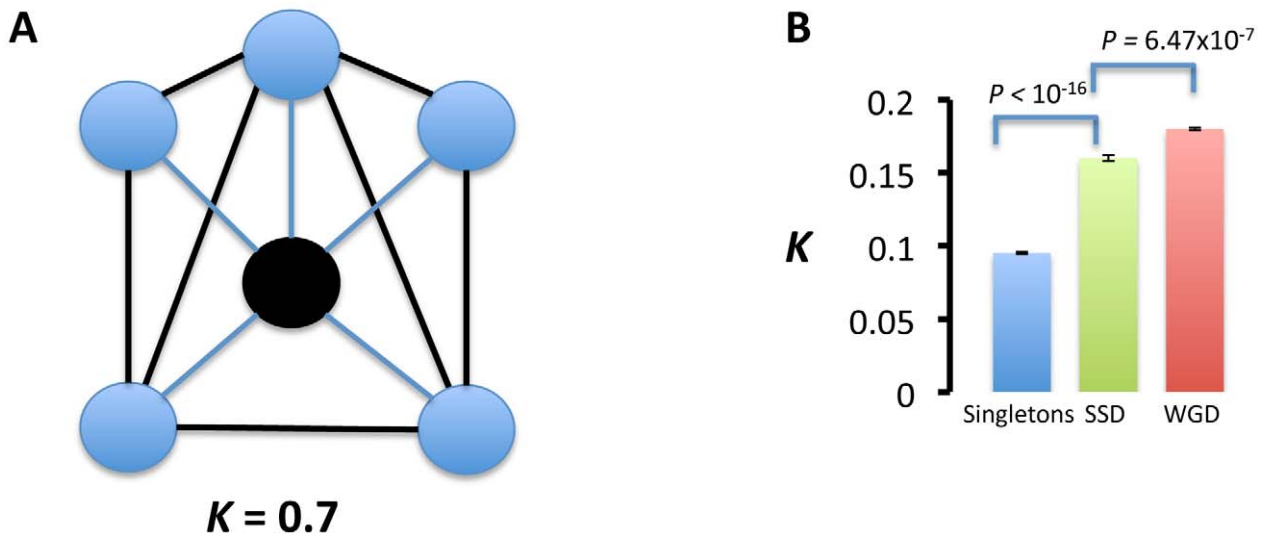 A
K = 0.7
B
P = 6.47x10⁻⁷
P < 10⁻¹⁶
0.2
0.15
0.1
0.05
0
K
Singletons SSD WGD